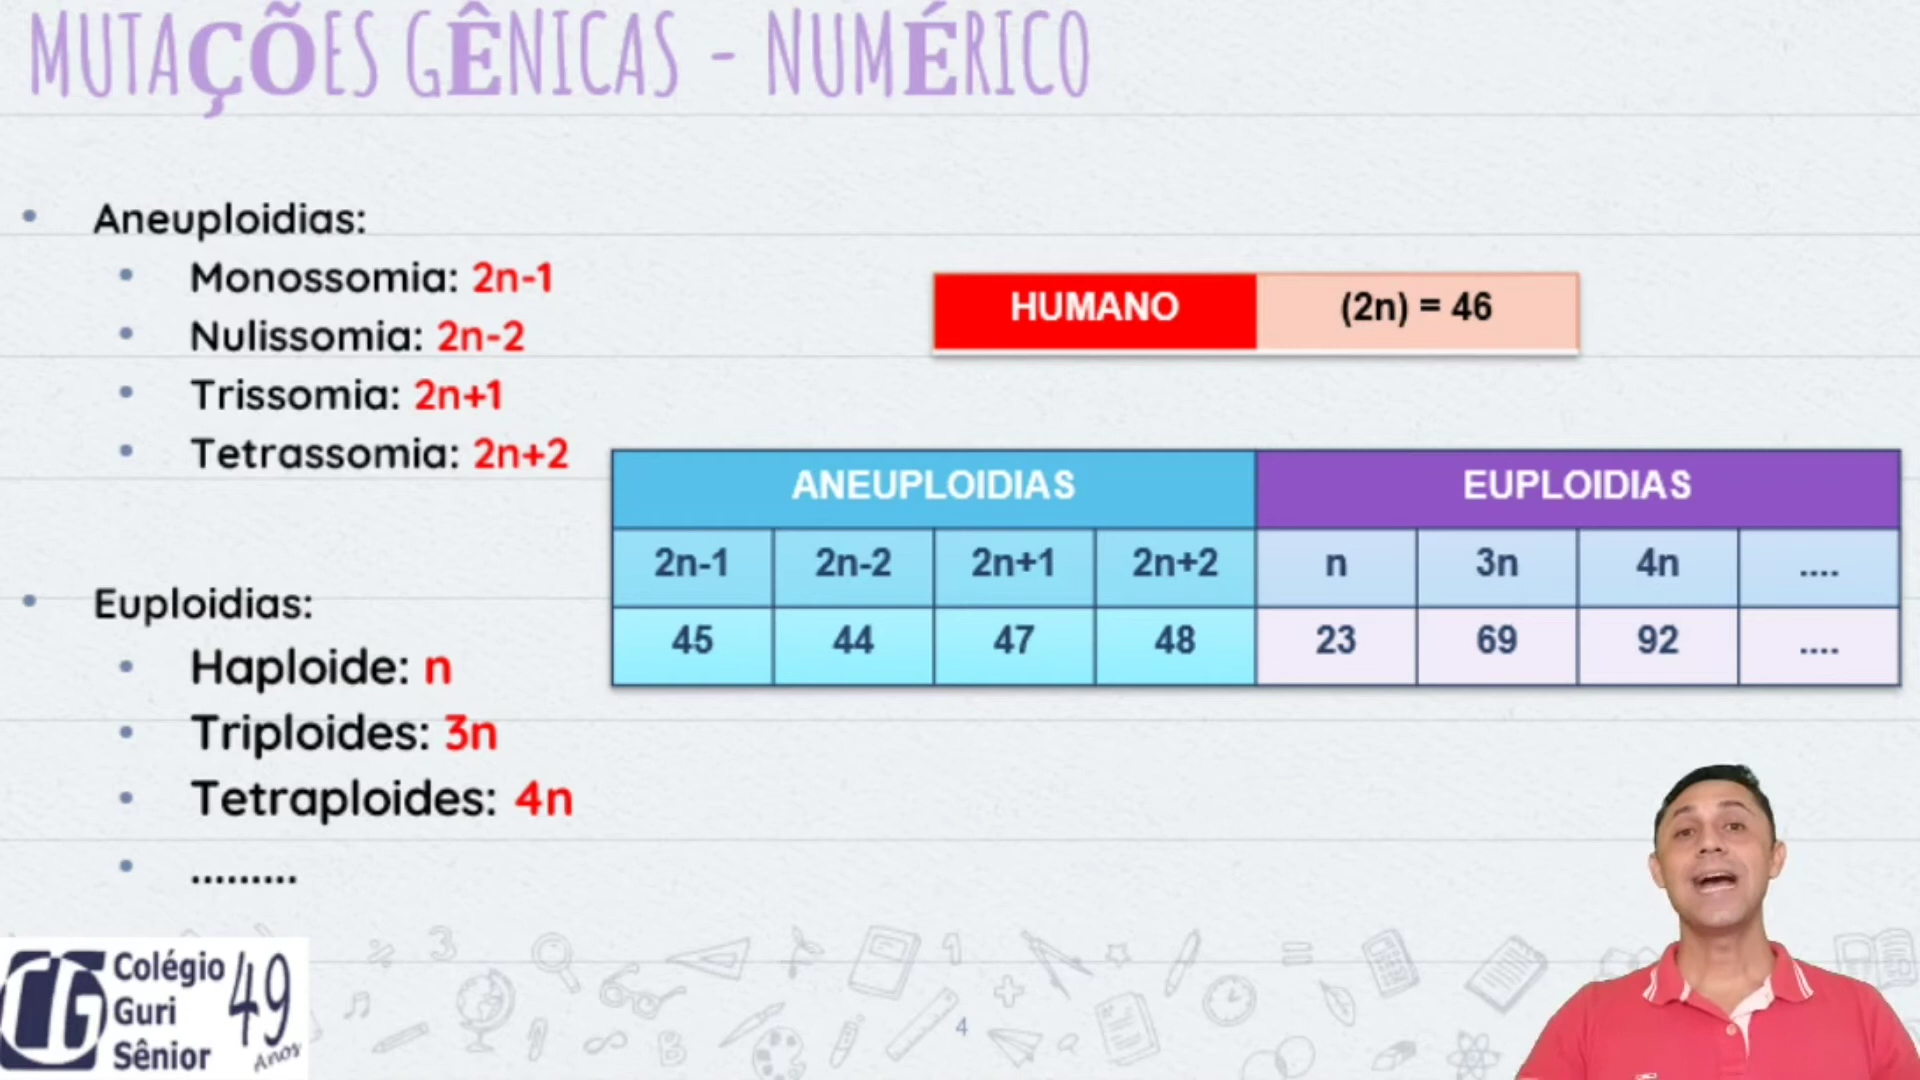 MUTAÇÕES GÊNICAS - NUMÉRICO
• Aneuploidias:
• Monossomia: 2n-1
• Nulissomia: 2n-2
• Trissomia: 2n+1
• Tetrassomia: 2n+2
HUMANO (2n) = 46
ANEUPLOIDIAS EUPLOIDIAS
2n-1 2n-2 2n+1 2n+2 n 3n 4n ....
45 44 47 48 23 69 92 ....
• Euploidias:
• Haploide: n
• Triploides: 3n
• Tetraploides: 4n
• .........
CG Colégio
Guri
Sênior
49
Anos
4